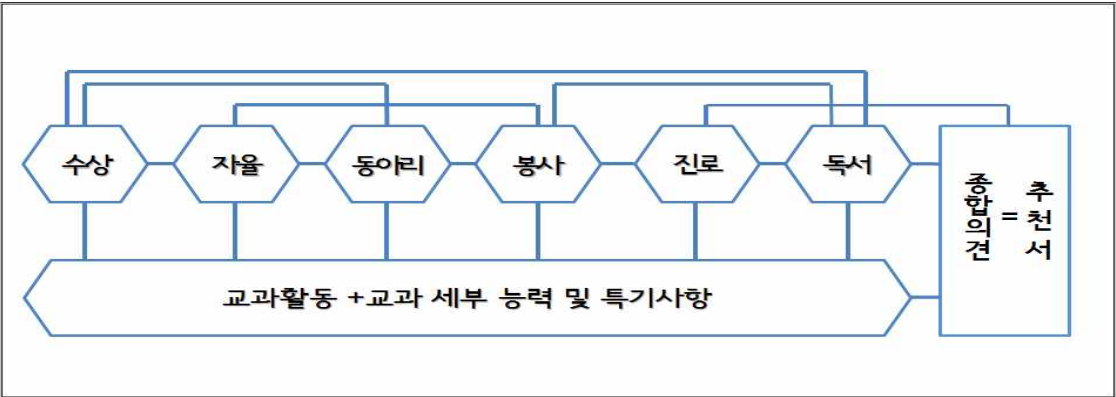 수상
자율
동아리
봉사
진로
독서
종합의견
=
추천서
교과활동 +교과 세부 능력 및 특기사항